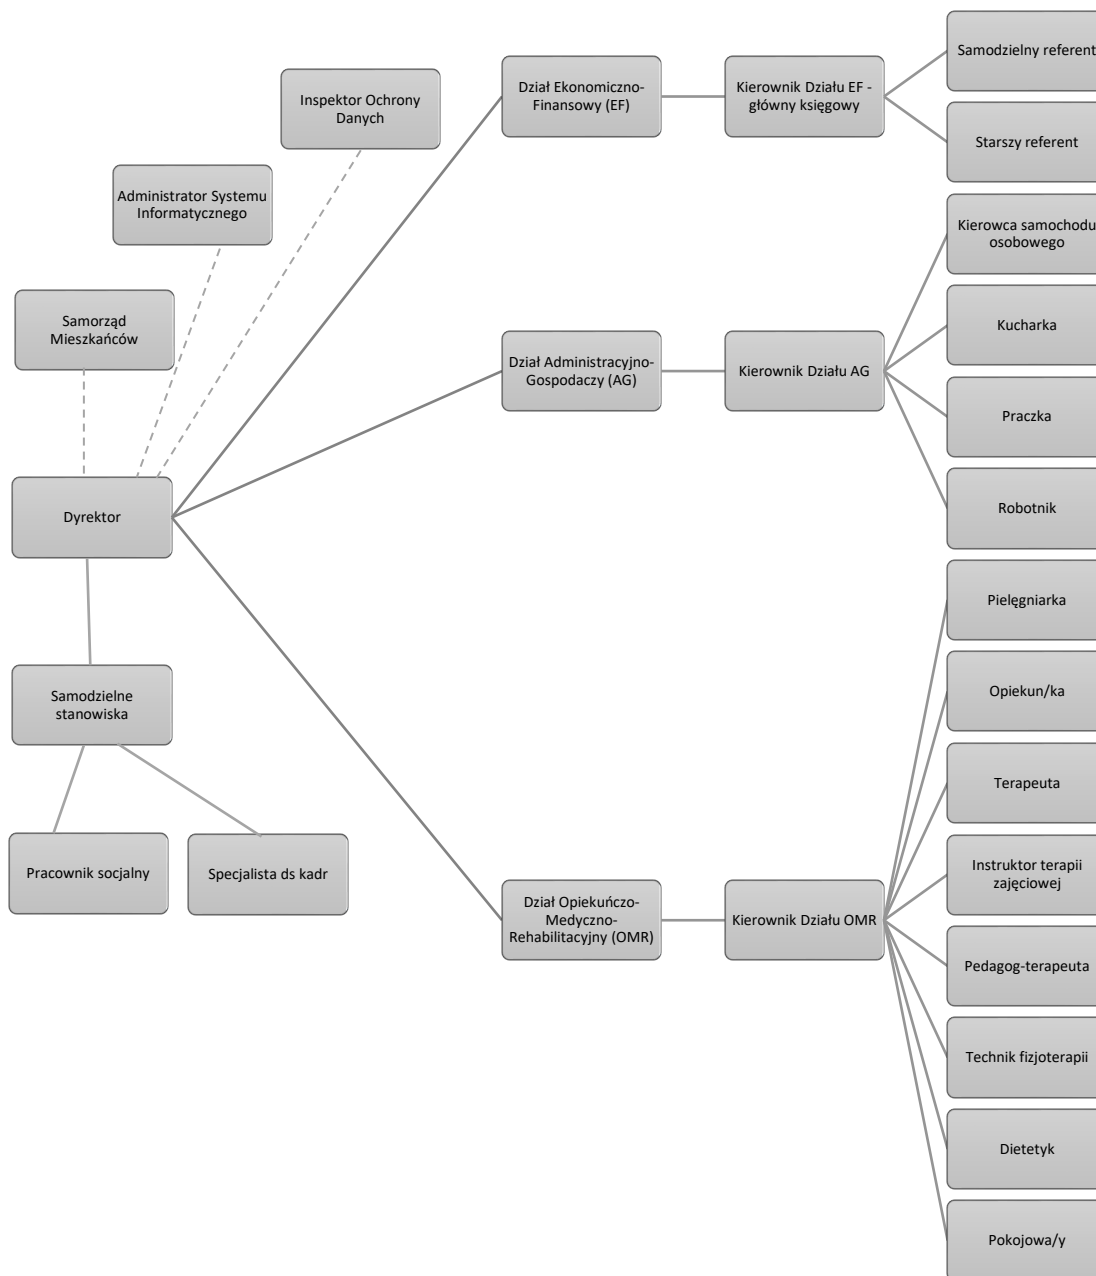 Samodzielny referent
Dział Ekonomiczno-
Finansowy (EF)
Kierownik Działu EF -
główny księgowy
Inspektor Ochrony
Danych
Starszy referent
Administrator Systemu
Informatycznego
Kierowca samochodu
osobowego
Samorząd
Mieszkańców
Kucharka
Dział Administracyjno-
Gospodaczy (AG)
Kierownik Działu AG
Praczka
Dyrektor
Robotnik
Pielęgniarka
Samodzielne
stanowiska
Opiekun/ka
Terapeuta
Pracownik socjalny
Specjalista ds kadr
Instruktor terapii
zajęciowej
Dział Opiekuńczo-
Medyczno-
Rehabilitacyjny (OMR)
Kierownik Działu OMR
Pedagog-terapeuta
Technik fizjoterapii
Dietetyk
Pokojowa/y